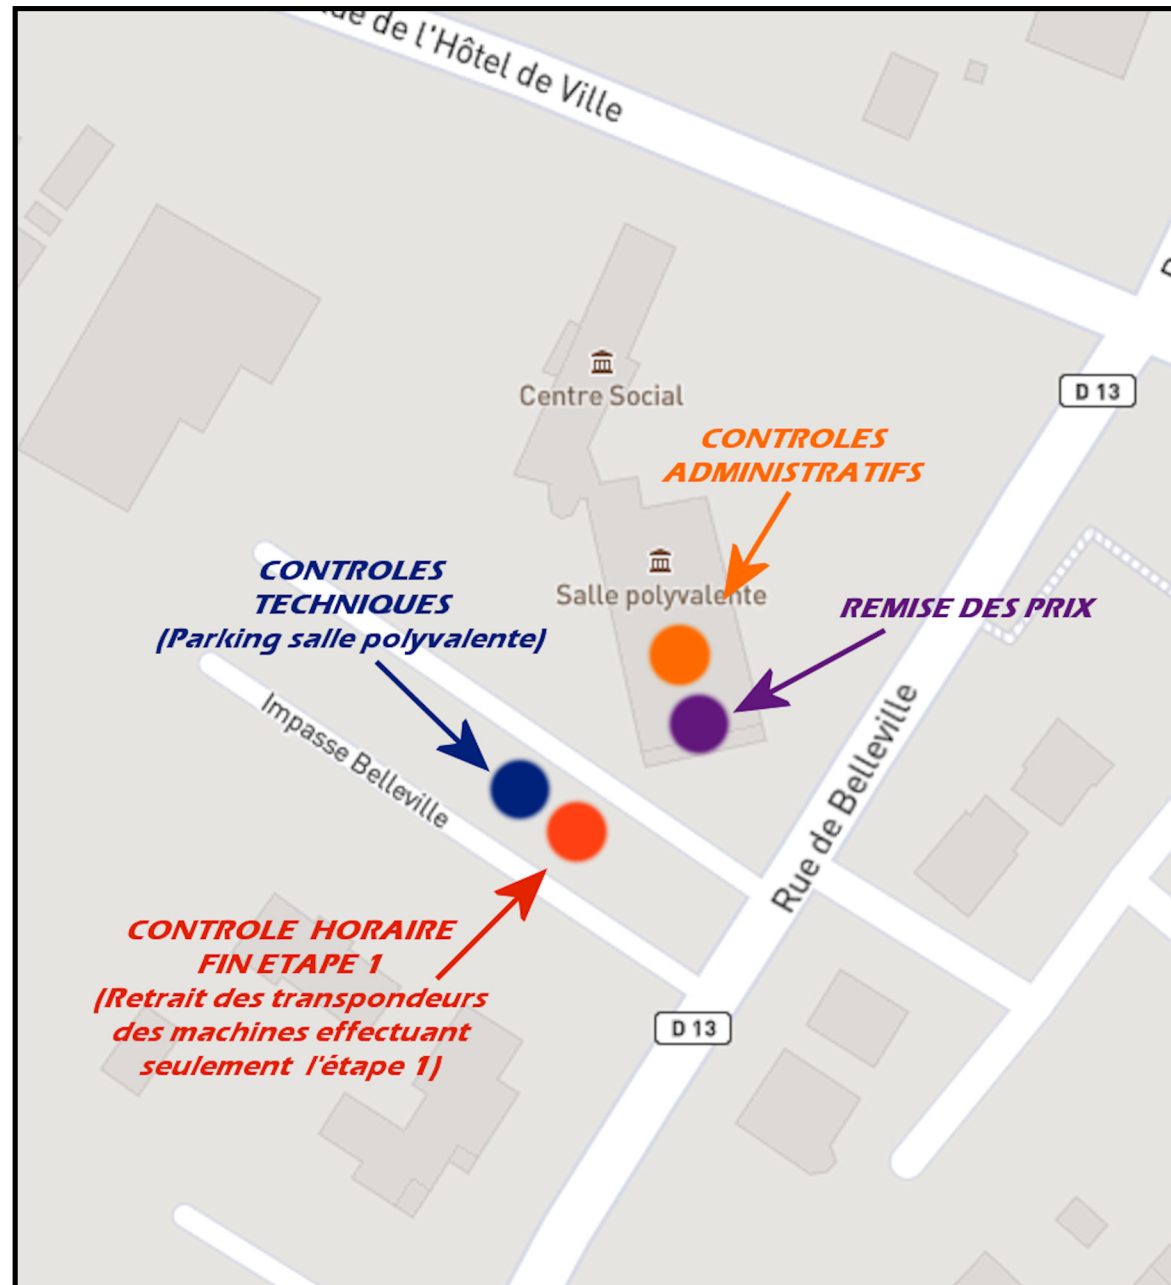 de l'Hôtel de Ville
D 13
Centre Social
CONTROLES
ADMINISTRATIFS
CONTROLES
TECHNIQUES
(Parking salle polyvalente)
Salle polyvalente
REMISE DES PRIX
Impasse Belleville
Rue de Belleville
CONTROLE HORAIRE
FIN ETAPE 1
(Retrait des transpondeurs
des machines effectuant
seulement l'étape 1)
D 13